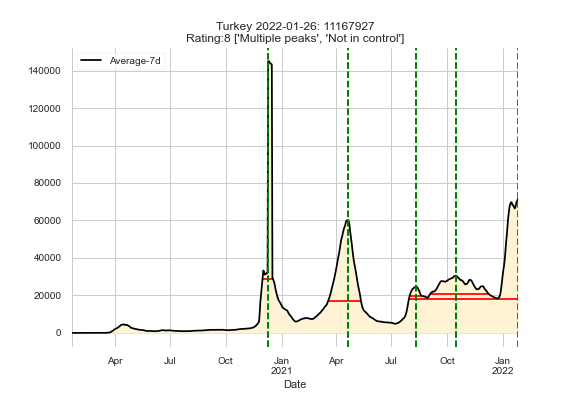 Turkey 2022-01-26: 11167927
Rating:8 ['Multiple peaks', 'Not in control']
Average-7d
140000
120000
100000
80000
60000
40000
20000
0
Apr Jul Oct Jan Apr Jul Oct Jan
2021 2022
Date